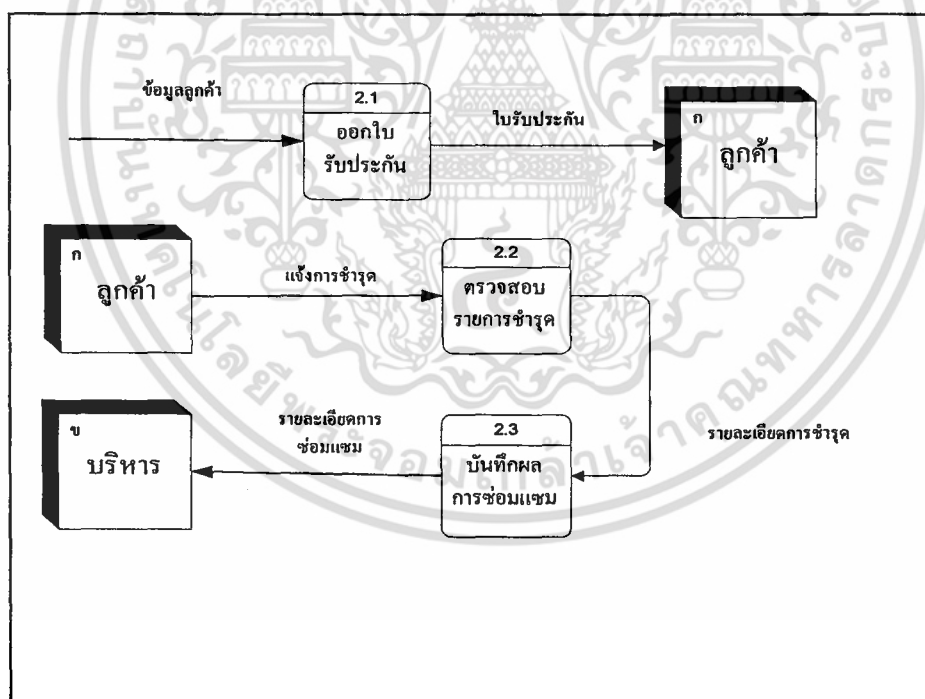 ข้อมูลลูกค้า
2.1
ออกใบ
รับประกัน
ใบรับประกัน
ก
ลูกค้า
ก
ลูกค้า
แจ้งการชำรุด
2.2
ตรวจสอบ
รายการชำรุด
รายละเอียดการชำรุด
ข
บริหาร
รายละเอียดการ
ซ่อมแซม
2.3
บันทึกผล
การซ่อมแซม